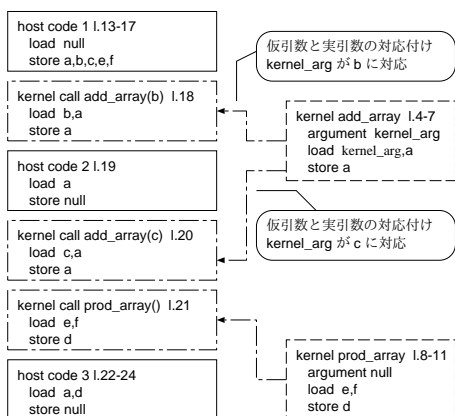 host code 1 l.13-17
load null
store a,b,c,e,f
kernel call add_array(b) l.18
load b,a
store a
host code 2 l.19
load a
store null
kernel call add_array(c) l.20
load c,a
store a
kernel call prod_array() l.21
load e,f
store d
host code 3 l.22-24
load a,d
store null
仮引数と実引数の対応付け
kernel_arg が b に対応
kernel add_array l.4-7
argument kernel_arg
load kernel_arg,a
store a
仮引数と実引数の対応付け
kernel_arg が c に対応
kernel prod_array l.8-11
argument null
load e,f
store d